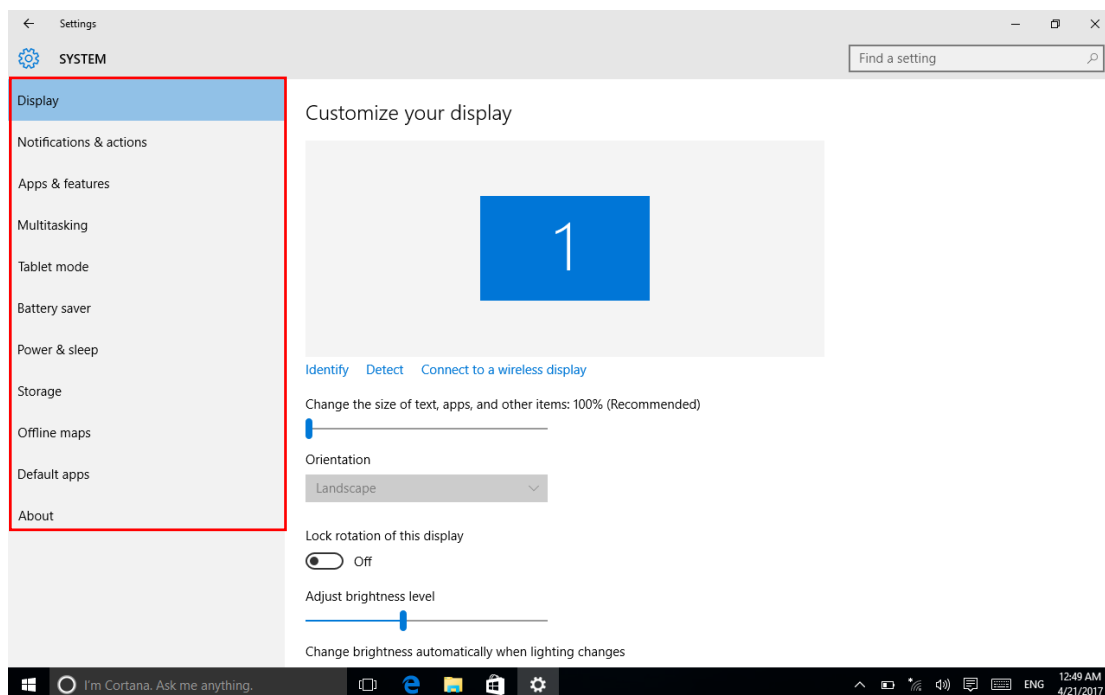 Settings
SYSTEM
Find a setting
Display
Notifications & actions
Apps & features
Multitasking
Tablet mode
Battery saver
Power & sleep
Storage
Offline maps
Default apps
About
Customize your display
1
Identify Detect Connect to a wireless display
Change the size of text, apps, and other items: 100% (Recommended)
Orientation
Landscape
Lock rotation of this display
Off
Adjust brightness level
Change brightness automatically when lighting changes
I'm Cortana. Ask me anything.
ENG
12:49 AM
4/21/2017